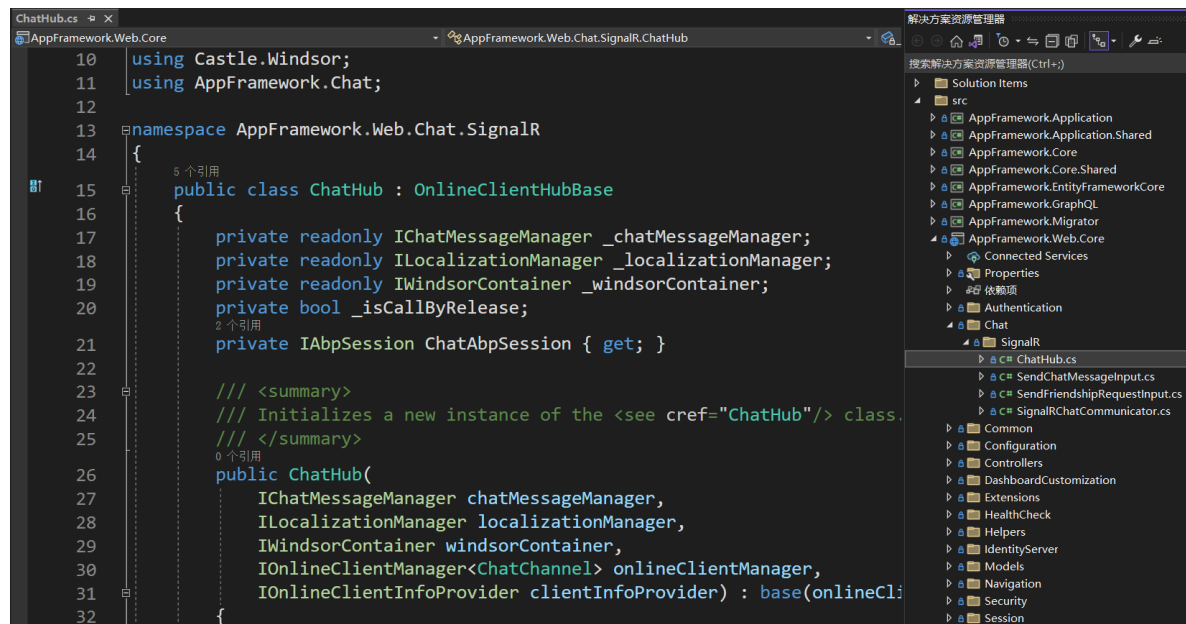 ChatHub.cs
AppFramework.Web.Core
AppFramework.Web.Chat.SignalR.ChatHub
10 using Castle.Windsor;
11 using AppFramework.Chat;
12
13 namespace AppFramework.Web.Chat.SignalR
14 {
5 个引用
15 public class ChatHub : OnlineClientHubBase
16 {
17 private readonly IChatMessageManager _chatMessageManager;
18 private readonly ILocalizationManager _localizationManager;
19 private readonly IWindsorContainer _windsorContainer;
20 private bool _isCallByRelease;
2 个引用
21 private IAbpSession ChatAbpSession { get; }
22
23 /// <summary>
24 /// Initializes a new instance of the <see cref="ChatHub"/> class.
25 /// </summary>
0 个引用
26 public ChatHub(
27 IChatMessageManager chatMessageManager,
28 ILocalizationManager localizationManager,
29 IWindsorContainer windsorContainer,
30 IOnlineClientManager<ChatChannel> onlineClientManager,
31 IOnlineClientInfoProvider clientInfoProvider) : base(onlineCli
32 {
解决方案资源管理器
搜索解决方案资源管理器(Ctrl+;)
Solution Items
src
AppFramework.Application
AppFramework.Application.Shared
AppFramework.Core
AppFramework.Core.Shared
AppFramework.EntityFrameworkCore
AppFramework.GraphQL
AppFramework.Migrator
AppFramework.Web.Core
Connected Services
Properties
依赖项
Authentication
Chat
SignalR
C# ChatHub.cs
C# SendChatMessageInput.cs
C# SendFriendshipRequestInput.cs
C# SignalRChatCommunicator.cs
Common
Configuration
Controllers
DashboardCustomization
Extensions
HealthCheck
Helpers
IdentityServer
Models
Navigation
Security
Session